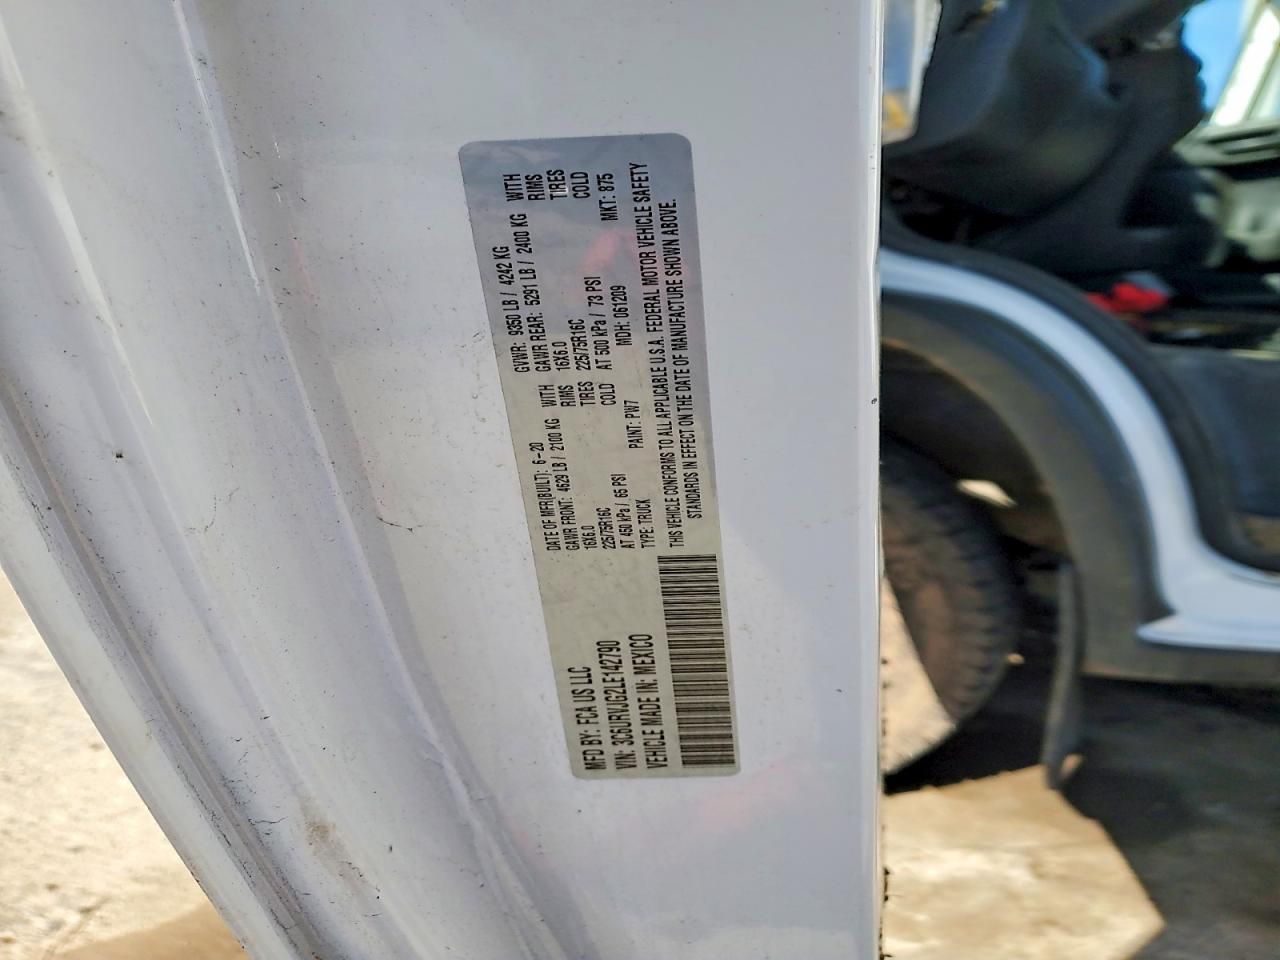 MFD BY: FCA US LLC
DATE OF MFR(BUILT): 6-20
GVWR: 9350 LB / 4242 KG
GAWR FRONT: 4629 LB / 2100 KG WITH
GAWR REAR: 5291 LB / 2400 KG WITH
16X6.0 RIMS
16X6.0 RIMS
225/75R16C TIRES
225/75R16C TIRES
AT 450 kPa / 65 PSI COLD
AT 500 kPa / 73 PSI COLD
VIN: 3C6URVJG2LE142790
TYPE: TRUCK
PAINT: PW7
MDH: 061209
MKT: 875
VEHICLE MADE IN: MEXICO
THIS VEHICLE CONFORMS TO ALL APPLICABLE U.S.A. FEDERAL MOTOR VEHICLE SAFETY
STANDARDS IN EFFECT ON THE DATE OF MANUFACTURE SHOWN ABOVE.